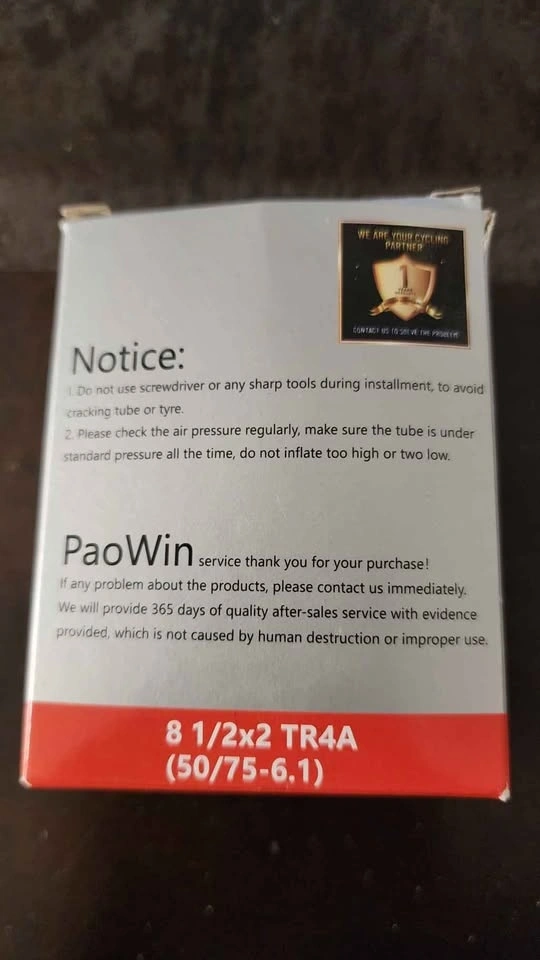 WE ARE YOUR CYCLING
PARTNER
1
CONTACT US TO SOLVE THE PROBLEM
Notice:
1. Do not use screwdriver or any sharp tools during installment, to avoid
cracking tube or tyre.
2. Please check the air pressure regularly, make sure the tube is under
standard pressure all the time, do not inflate too high or two low.
PaoWin service thank you for your purchase!
If any problem about the products, please contact us immediately.
We will provide 365 days of quality after-sales service with evidence
provided, which is not caused by human destruction or improper use.
8 1/2x2 TR4A
(50/75-6.1)